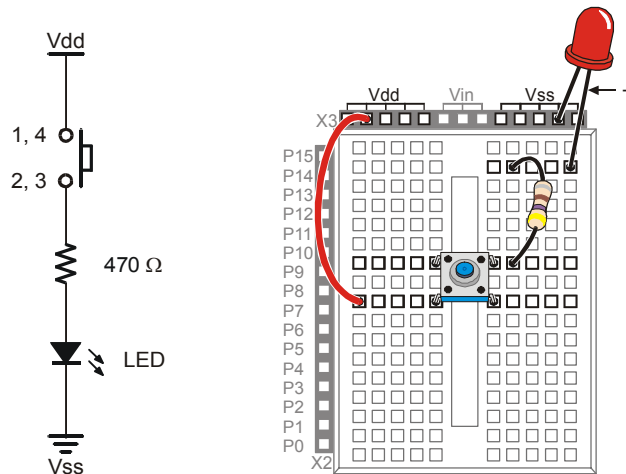 Vdd
1, 4
2, 3
470 Ω
LED
Vss
Vdd Vin Vss
X3
P15
P14
P13
P12
P11
P10
P9
P8
P7
P6
P5
P4
P3
P2
P1
P0
X2